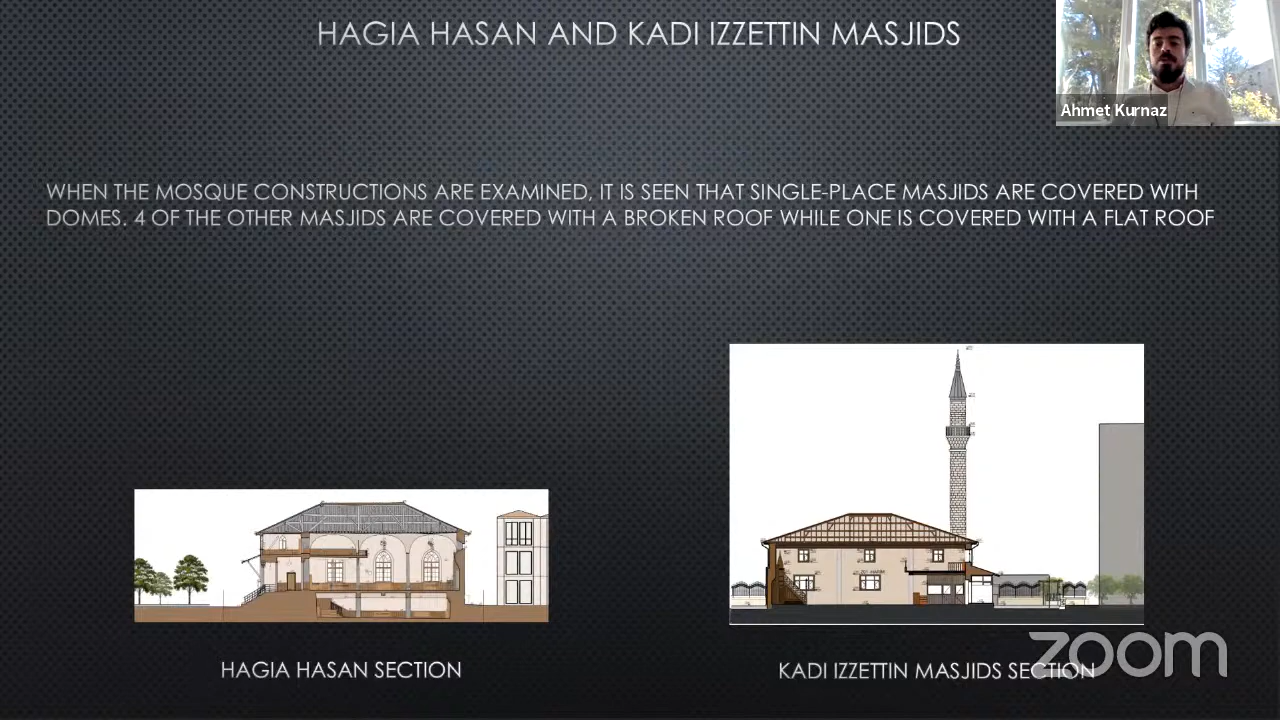 HAGIA HASAN AND KADI IZZETTIN MASJIDS
Ahmet Kurnaz
WHEN THE MOSQUE CONSTRUCTIONS ARE EXAMINED, IT IS SEEN THAT SINGLE-PLACE MASJIDS ARE COVERED WITH
DOMES. 4 OF THE OTHER MASJIDS ARE COVERED WITH A BROKEN ROOF WHILE ONE IS COVERED WITH A FLAT ROOF
HAGIA HASAN SECTION
KADI IZZETTIN MASJIDS SECTION
zoom